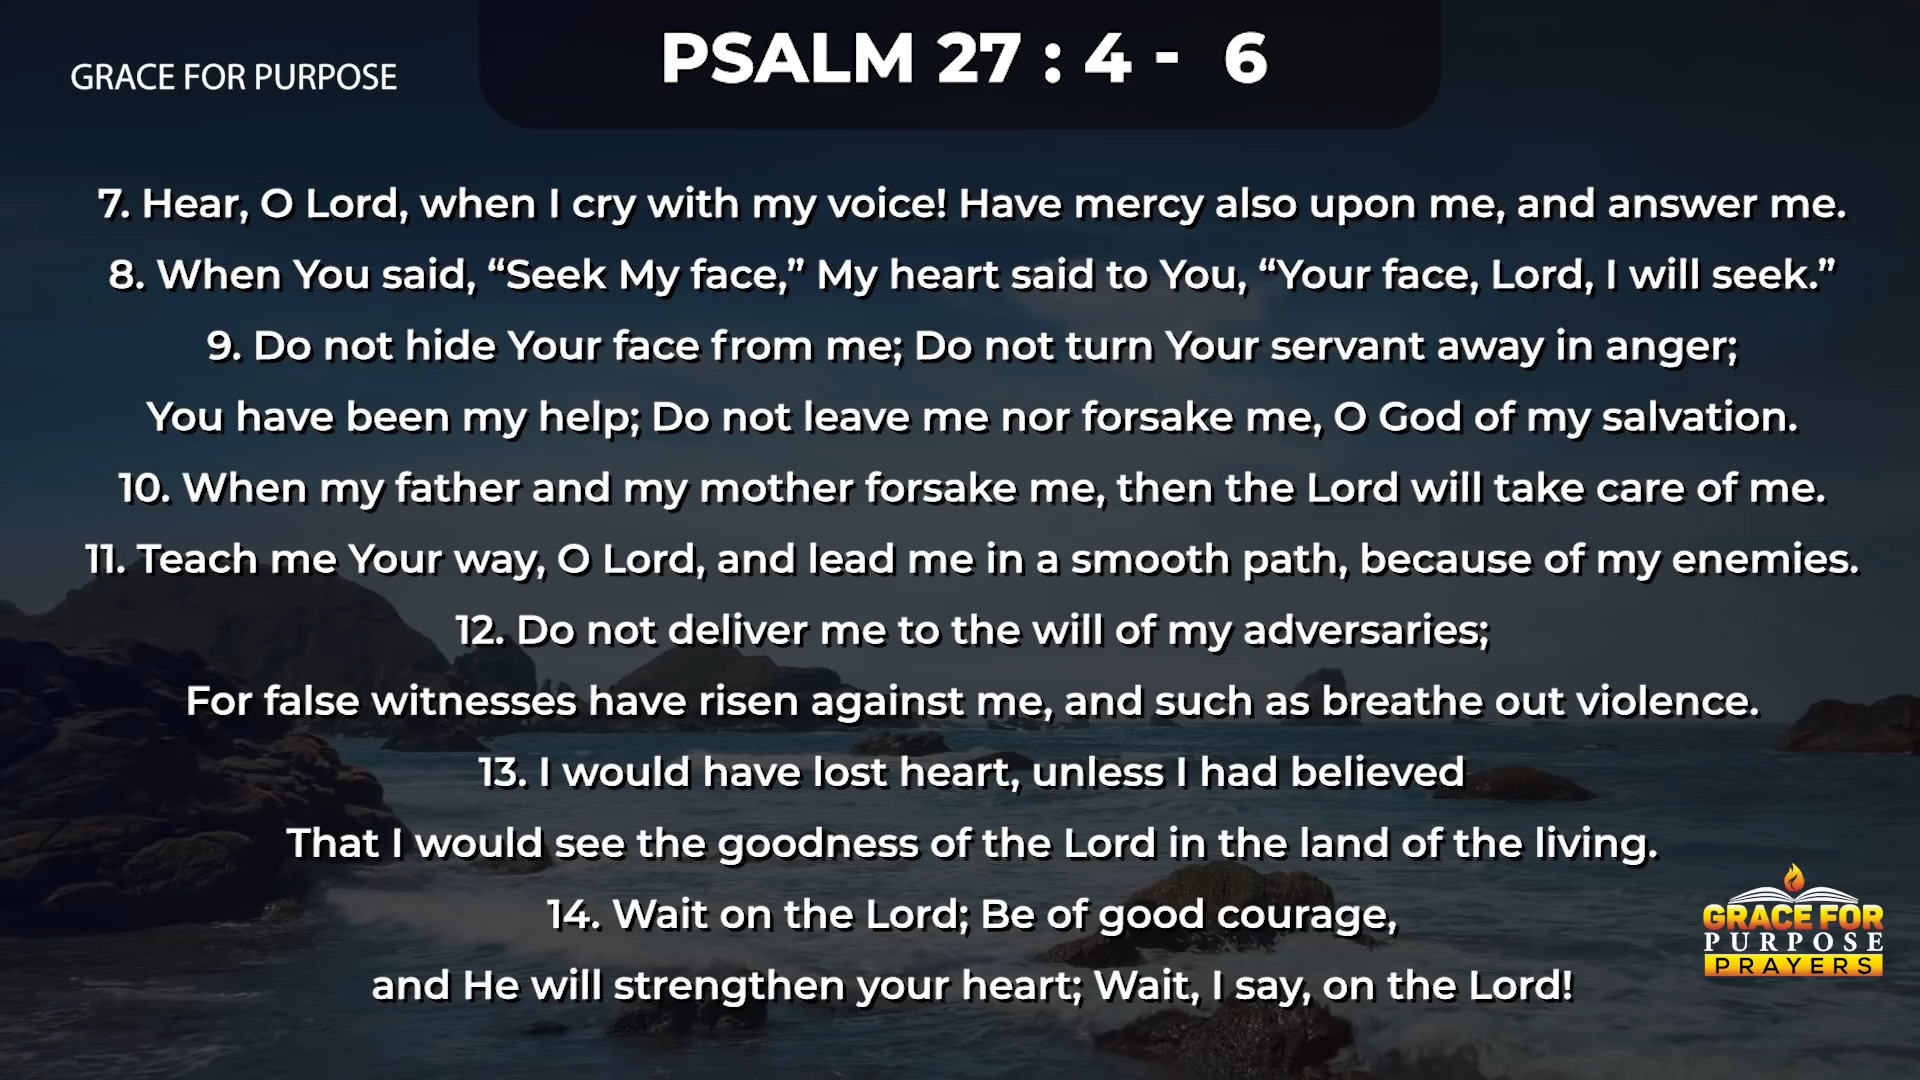 GRACE FOR PURPOSE
PSALM 27 : 4 - 6
7. Hear, O Lord, when I cry with my voice! Have mercy also upon me, and answer me.
8. When You said, “Seek My face,” My heart said to You, “Your face, Lord, I will seek.”
9. Do not hide Your face from me; Do not turn Your servant away in anger;
You have been my help; Do not leave me nor forsake me, O God of my salvation.
10. When my father and my mother forsake me, then the Lord will take care of me.
11. Teach me Your way, O Lord, and lead me in a smooth path, because of my enemies.
12. Do not deliver me to the will of my adversaries;
For false witnesses have risen against me, and such as breathe out violence.
13. I would have lost heart, unless I had believed
That I would see the goodness of the Lord in the land of the living.
14. Wait on the Lord; Be of good courage,
and He will strengthen your heart; Wait, I say, on the Lord!
GRACE FOR
PURPOSE
PRAYERS